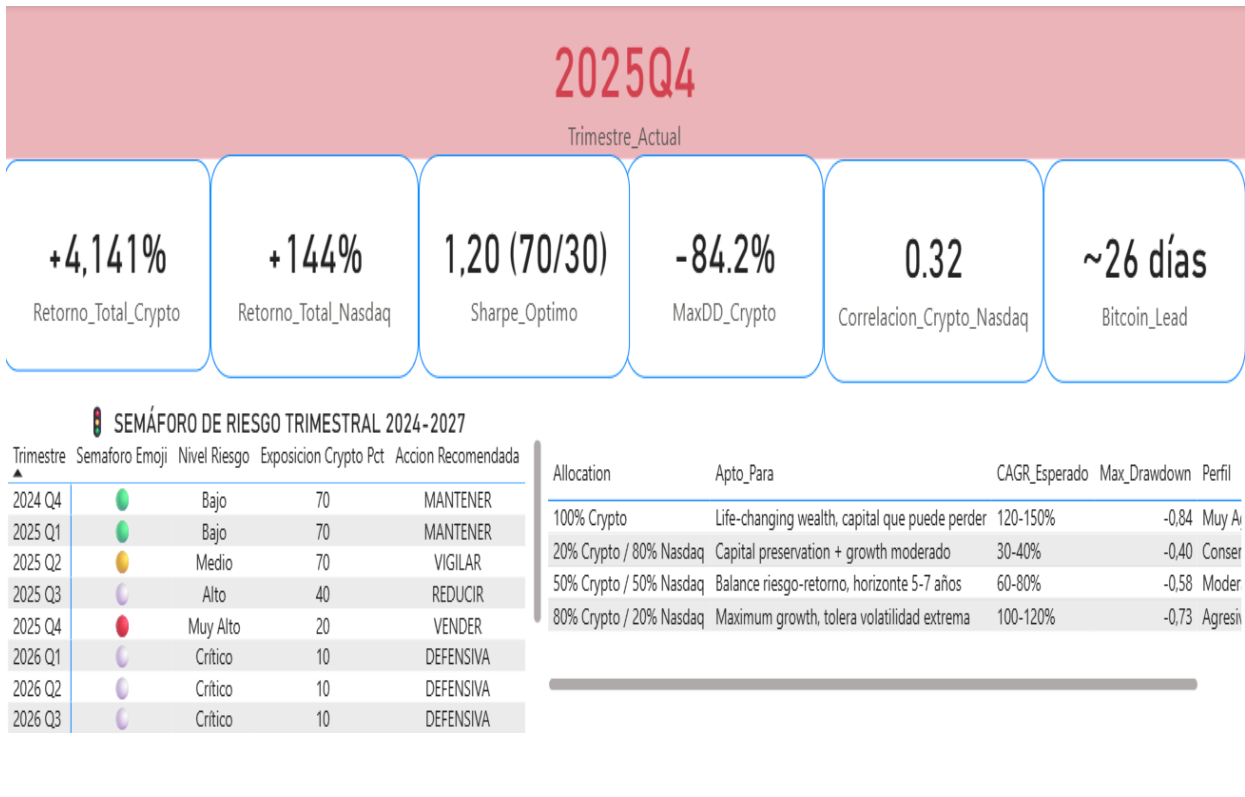 2025Q4
Trimestre_Actual
+4,141%
Retorno_Total_Crypto
+144%
Retorno_Total_Nasdaq
1,20 (70/30)
Sharpe_Optimo
-84.2%
MaxDD_Crypto
0.32
Correlacion_Crypto_Nasdaq
~26 días
Bitcoin_Lead
SEMÁFORO DE RIESGO TRIMESTRAL 2024-2027
Trimestre Semaforo Emoji Nivel Riesgo Exposicion Crypto Pct Accion Recomendada
2024 Q4 Bajo 70 MANTENER
2025 Q1 Bajo 70 MANTENER
2025 Q2 Medio 70 VIGILAR
2025 Q3 Alto 40 REDUCIR
2025 Q4 Muy Alto 20 VENDER
2026 Q1 Crítico 10 DEFENSIVA
2026 Q2 Crítico 10 DEFENSIVA
2026 Q3 Crítico 10 DEFENSIVA
Allocation Apto_Para CAGR_Esperado Max_Drawdown Perfil
100% Crypto Life-changing wealth, capital que puede perder 120-150% -0,84 Muy
20% Crypto / 80% Nasdaq Capital preservation + growth moderado 30-40% -0,40
50% Crypto / 50% Nasdaq Balance riesgo-retorno, horizonte 5-7 años 60-80% -0,58
80% Crypto / 20% Nasdaq Maximum growth, tolera volatilidad extrema 100-120% -0,73